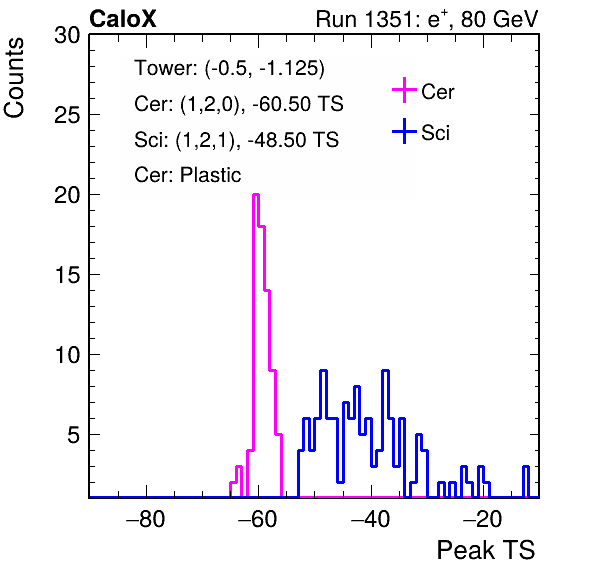 CaloX Run 1351: e⁺, 80 GeV
Counts
30
25
20
15
10
5
Tower: (-0.5, -1.125)
Cer: (1,2,0), -60.50 TS
Sci: (1,2,1), -48.50 TS
Cer: Plastic
Cer
Sci
−80 −60 −40 −20
Peak TS